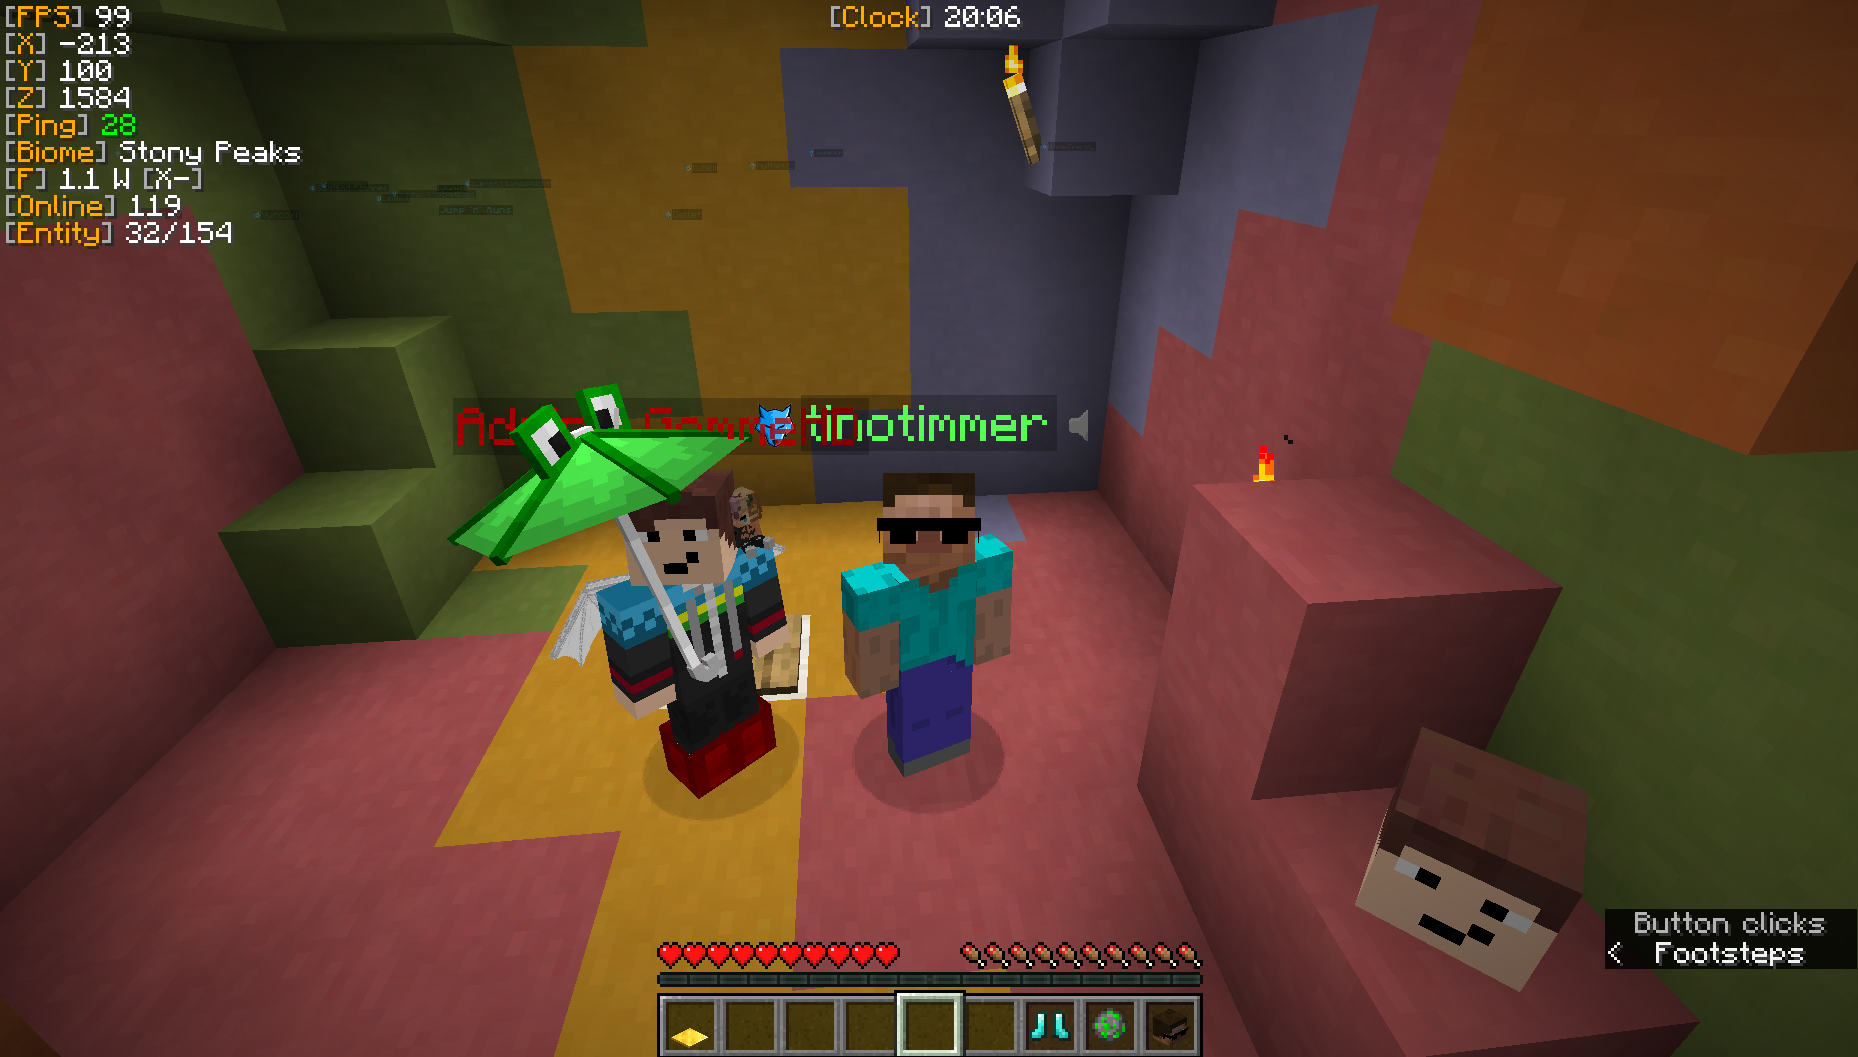 [FPS] 99
[Clock] 20:06
[X] -213
[Y] 100
[Z] 1584
[Ping] 28
[Biome] Stony Peaks
[F] 1.1 W [X-]
[Online] 119
[Entity] 32/154
tinotimmer
Button clicks
< Footsteps